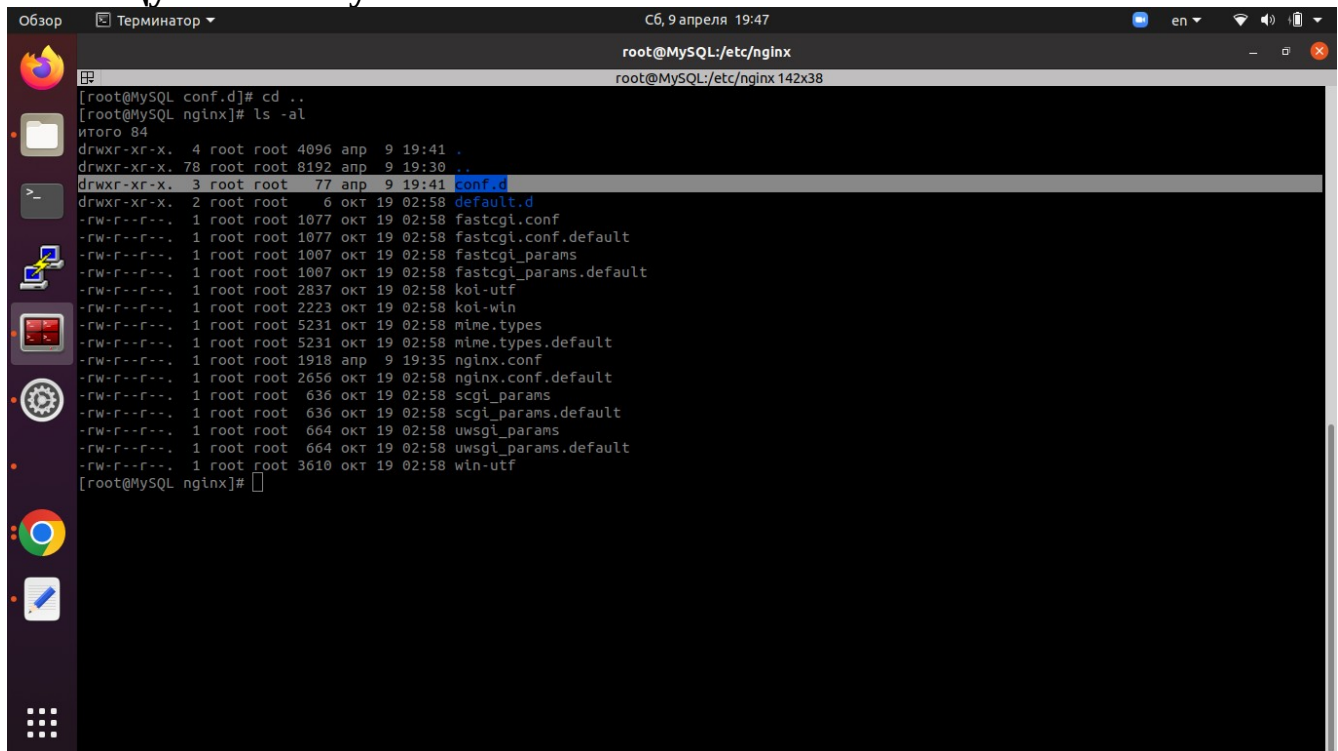 Обзор Терминатор Сб, 9 апреля 19:47 en
root@MySQL:/etc/nginx
root@MySQL:/etc/nginx 142x38
[root@MySQL conf.d]# cd ..
[root@MySQL nginx]# ls -al
итого 84
drwxr-xr-x. 4 root root 4096 апр 9 19:41 .
drwxr-xr-x. 78 root root 8192 апр 9 19:30 ..
drwxr-xr-x. 3 root root 77 апр 9 19:41 conf.d
drwxr-xr-x. 2 root root 6 окт 19 02:58 default.d
-rw-r--r--. 1 root root 1077 окт 19 02:58 fastcgi.conf
-rw-r--r--. 1 root root 1077 окт 19 02:58 fastcgi.conf.default
-rw-r--r--. 1 root root 1007 окт 19 02:58 fastcgi_params
-rw-r--r--. 1 root root 1007 окт 19 02:58 fastcgi_params.default
-rw-r--r--. 1 root root 2837 окт 19 02:58 koi-utf
-rw-r--r--. 1 root root 2223 окт 19 02:58 koi-win
-rw-r--r--. 1 root root 5231 окт 19 02:58 mime.types
-rw-r--r--. 1 root root 5231 окт 19 02:58 mime.types.default
-rw-r--r--. 1 root root 1918 апр 9 19:35 nginx.conf
-rw-r--r--. 1 root root 2656 окт 19 02:58 nginx.conf.default
-rw-r--r--. 1 root root 636 окт 19 02:58 scgi_params
-rw-r--r--. 1 root root 636 окт 19 02:58 scgi_params.default
-rw-r--r--. 1 root root 664 окт 19 02:58 uwsgi_params
-rw-r--r--. 1 root root 664 окт 19 02:58 uwsgi_params.default
-rw-r--r--. 1 root root 3610 окт 19 02:58 win-utf
[root@MySQL nginx]#